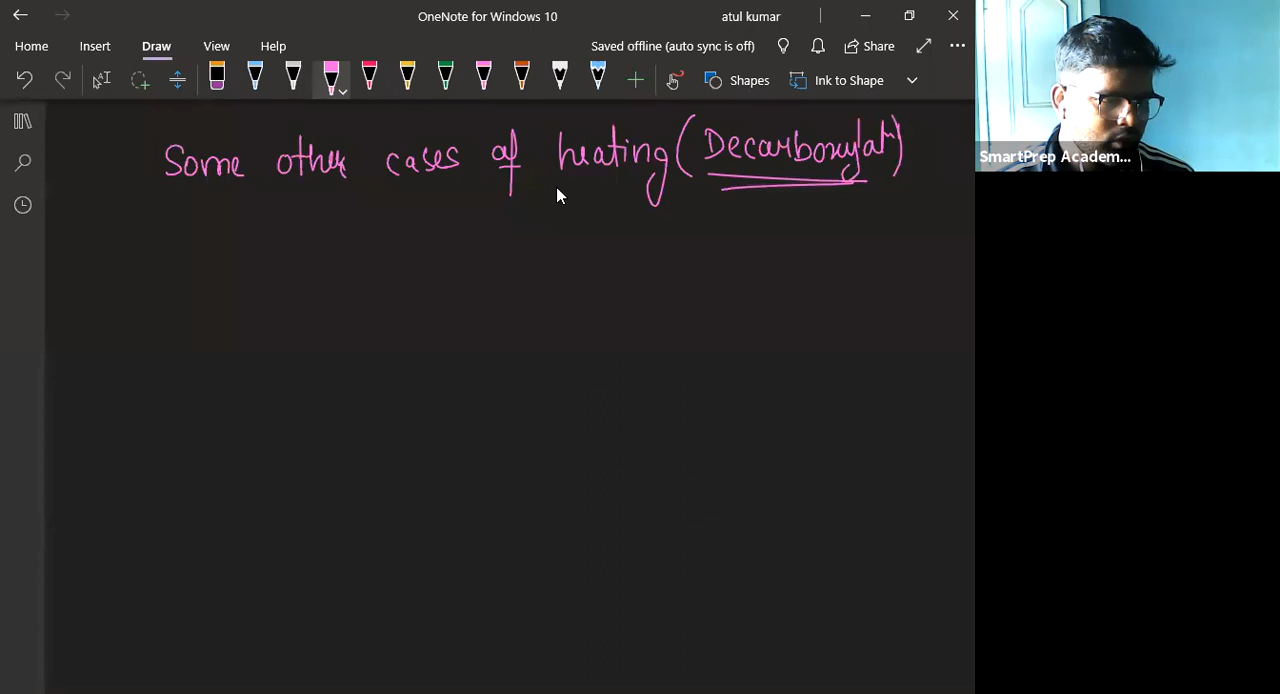 OneNote for Windows 10
atul kumar
Home Insert Draw View Help
Saved offline (auto sync is off)
Share
Shapes
Ink to Shape
SmartPrep Academ...
Some other cases of heating (Decarboxylatn)